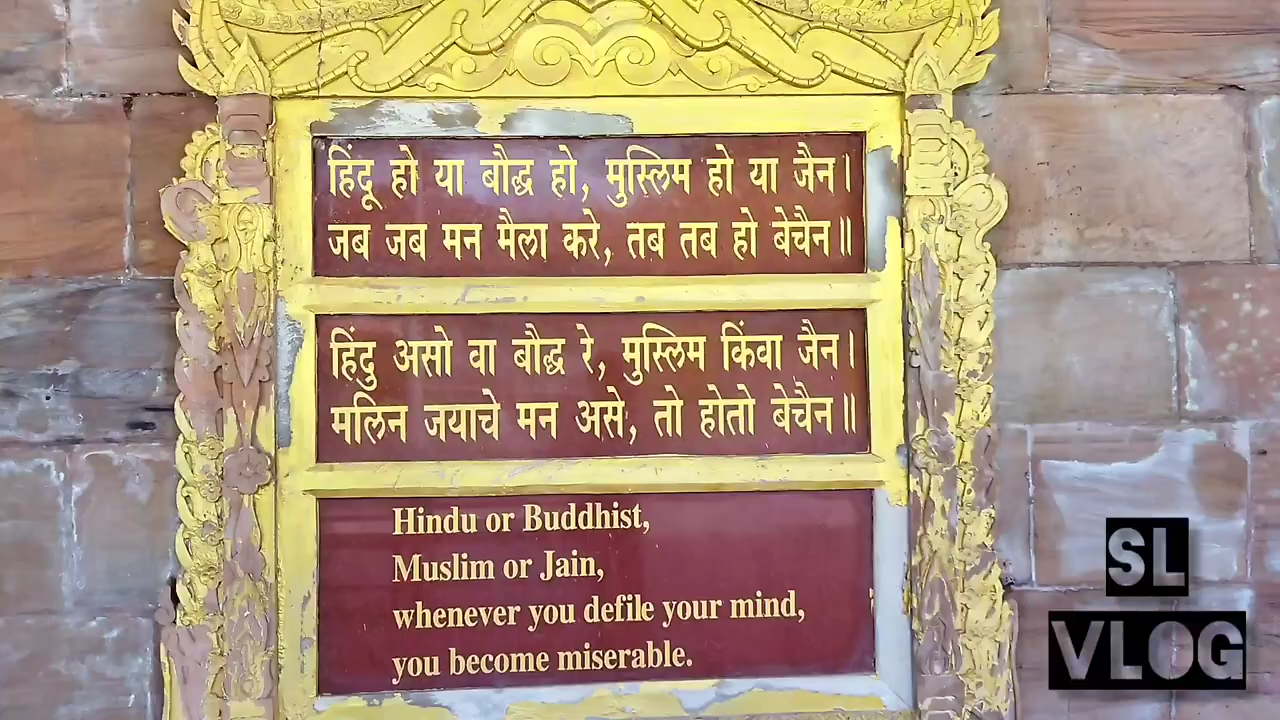 हिंदू हो या बौद्ध हो, मुस्लिम हो या जैन।
जब जब मन मैला करे, तब तब हो बेचैन॥
हिंदु असो वा बौद्ध रे, मुस्लिम किंवा जैन।
मलिन जयाचे मन असे, तो होतो बेचैन॥
Hindu or Buddhist,
Muslim or Jain,
whenever you defile your mind,
you become miserable.
SL
VLOG